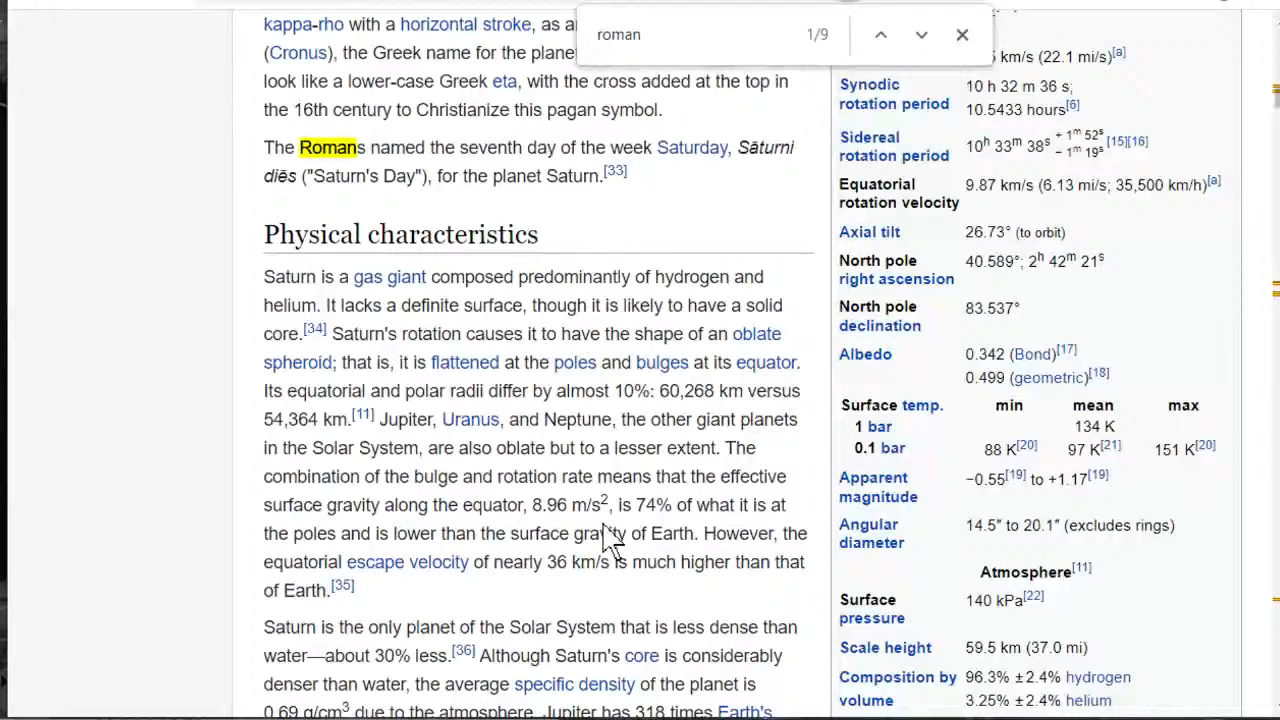 kappa-rho with a horizontal stroke, as a
(Cronus), the Greek name for the planet
look like a lower-case Greek eta, with the cross added at the top in
the 16th century to Christianize this pagan symbol.
The Romans named the seventh day of the week Saturday, Sāturni
diēs ("Saturn's Day"), for the planet Saturn.[33]
Physical characteristics
Saturn is a gas giant composed predominantly of hydrogen and
helium. It lacks a definite surface, though it is likely to have a solid
core.[34] Saturn's rotation causes it to have the shape of an oblate
spheroid; that is, it is flattened at the poles and bulges at its equator.
Its equatorial and polar radii differ by almost 10%: 60,268 km versus
54,364 km.[11] Jupiter, Uranus, and Neptune, the other giant planets
in the Solar System, are also oblate but to a lesser extent. The
combination of the bulge and rotation rate means that the effective
surface gravity along the equator, 8.96 m/s², is 74% of what it is at
the poles and is lower than the surface gravity of Earth. However, the
equatorial escape velocity of nearly 36 km/s is much higher than that
of Earth.[35]
Saturn is the only planet of the Solar System that is less dense than
water—about 30% less.[36] Although Saturn's core is considerably
denser than water, the average specific density of the planet is
0.69 g/cm³ due to the atmosphere. Jupiter has 318 times Earth's
roman 1/9
km/s (22.1 mi/s)[a]
Synodic
rotation period
10 h 32 m 36 s;
10.5433 hours[6]
Sidereal
rotation period
10ʰ 33ᵐ 38ˢ + 1ᵐ 52ˢ − 1ᵐ 19ˢ [15][16]
Equatorial
rotation velocity
9.87 km/s (6.13 mi/s; 35,500 km/h)[a]
Axial tilt 26.73° (to orbit)
North pole
right ascension
40.589°; 2ʰ 42ᵐ 21ˢ
North pole
declination
83.537°
Albedo 0.342 (Bond)[17]
0.499 (geometric)[18]
Surface temp. min mean max
1 bar 134 K
0.1 bar 88 K[20] 97 K[21] 151 K[20]
Apparent
magnitude
−0.55[19] to +1.17[19]
Angular
diameter
14.5″ to 20.1″ (excludes rings)
Atmosphere[11]
Surface
pressure
140 kPa[22]
Scale height 59.5 km (37.0 mi)
Composition by
volume
96.3% ±2.4% hydrogen
3.25% ±2.4% helium